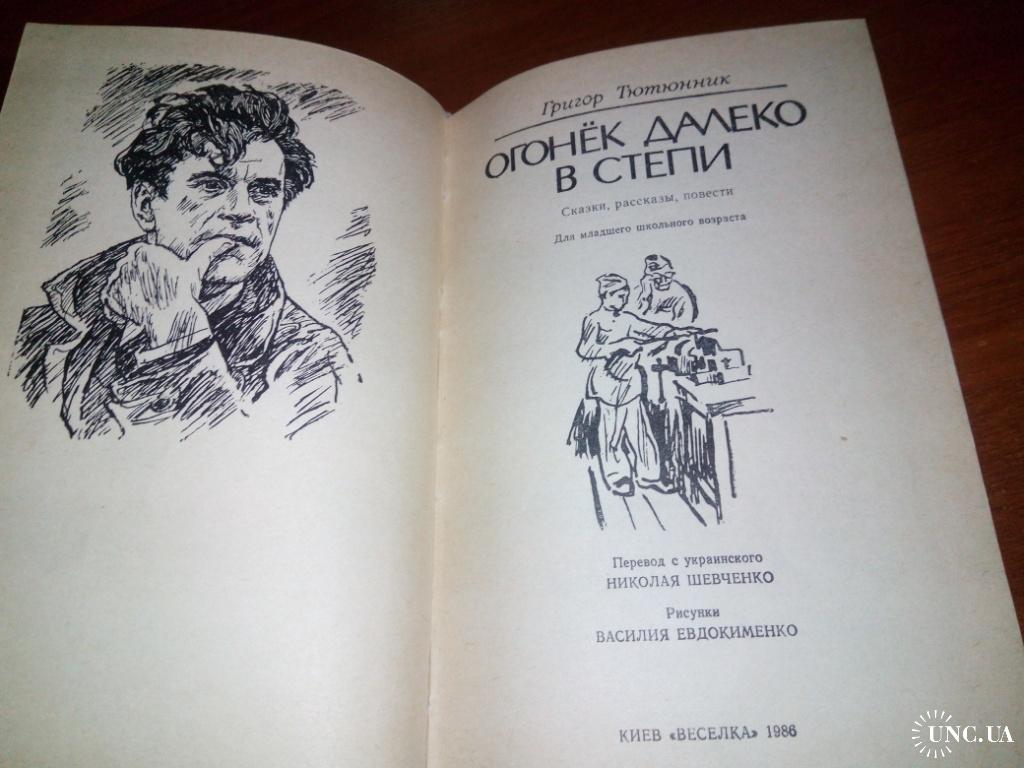 Григор Тютюнник
ОГОНЁК ДАЛЕКО
В СТЕПИ
Сказки, рассказы, повести
Для младшего школьного возраста
Перевод с украинского
НИКОЛАЯ ШЕВЧЕНКО
Рисунки
ВАСИЛИЯ ЕВДОКИМЕНКО
КИЕВ «ВЕСЕЛКА» 1986
UNC.UA